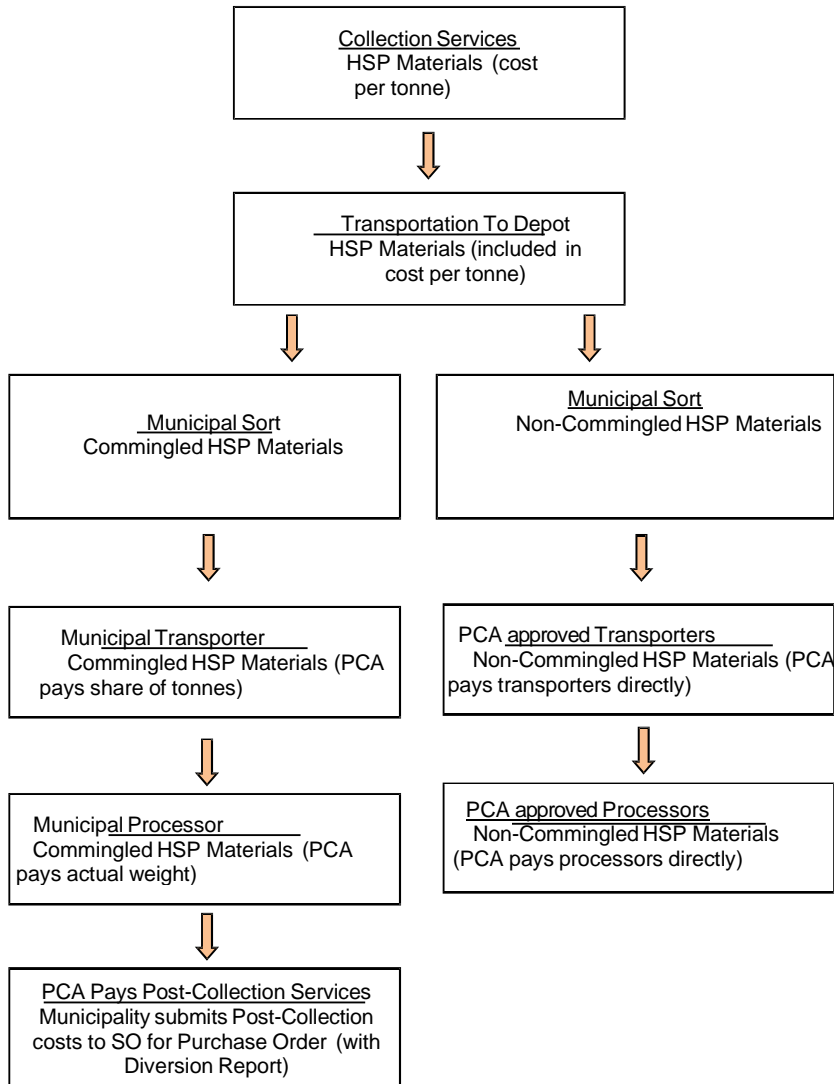 Collection Services
HSP Materials (cost
per tonne)
Transportation To Depot
HSP Materials (included in
cost per tonne)
Municipal Sort
Commingled HSP Materials
Municipal Sort
Non-Commingled HSP Materials
Municipal Transporter
Commingled HSP Materials (PCA
pays share of tonnes)
PCA approved Transporters
Non-Commingled HSP Materials (PCA
pays transporters directly)
Municipal Processor
Commingled HSP Materials (PCA
pays actual weight)
PCA approved Processors
Non-Commingled HSP Materials
(PCA pays processors directly)
PCA Pays Post-Collection Services
Municipality submits Post-Collection
costs to SO for Purchase Order (with
Diversion Report)